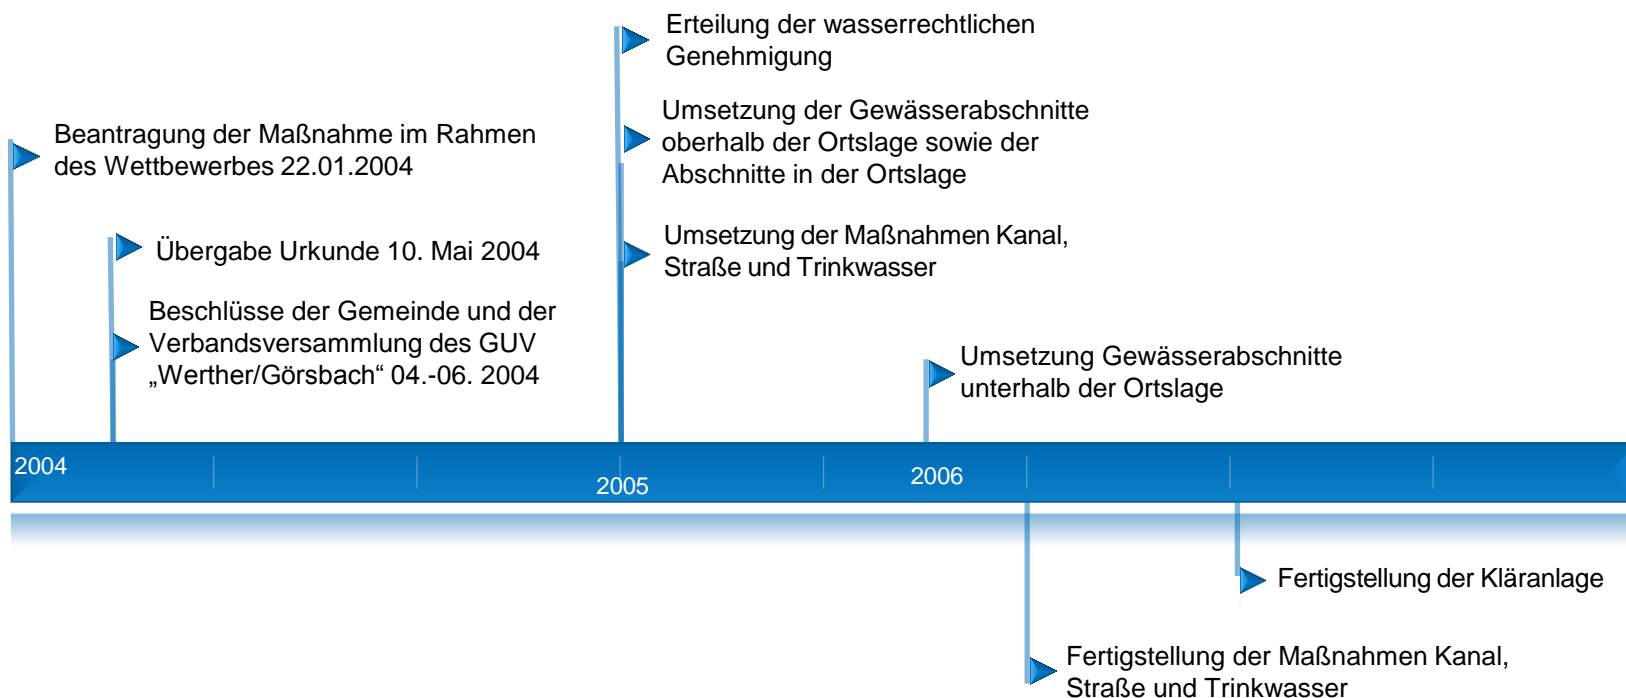 Erteilung der wasserrechtlichen
Genehmigung
Umsetzung der Gewässerabschnitte
oberhalb der Ortslage sowie der
Abschnitte in der Ortslage
Umsetzung der Maßnahmen Kanal,
Straße und Trinkwasser
Beantragung der Maßnahme im Rahmen
des Wettbewerbes 22.01.2004
Übergabe Urkunde 10. Mai 2004
Beschlüsse der Gemeinde und der
Verbandsversammlung des GUV
„Werther/Görsbach“ 04.-06. 2004
Umsetzung Gewässerabschnitte
unterhalb der Ortslage
2004
2005
2006
Fertigstellung der Kläranlage
Fertigstellung der Maßnahmen Kanal,
Straße und Trinkwasser